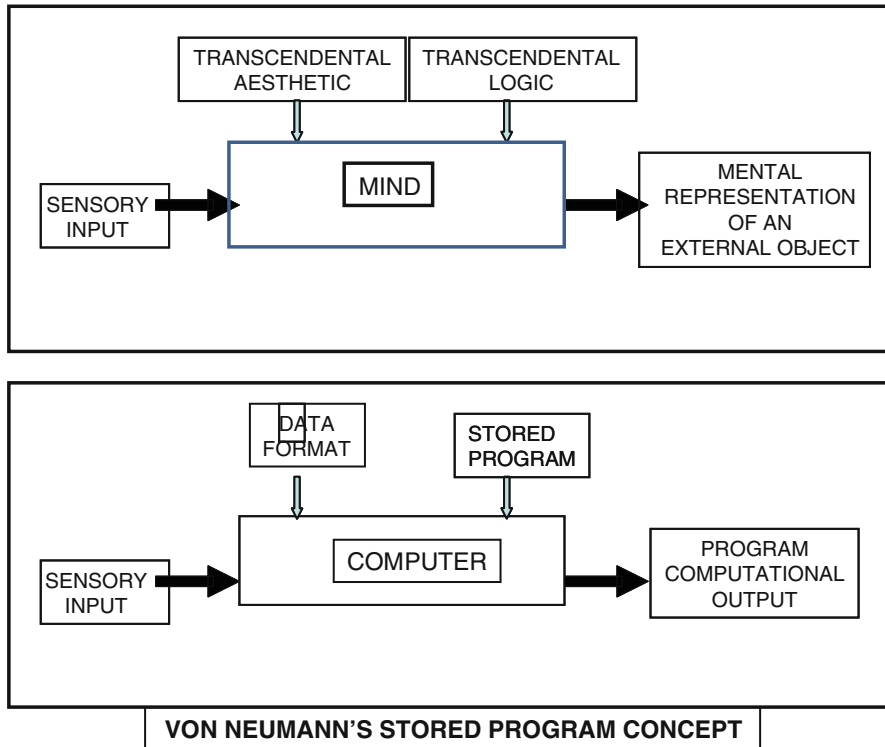 TRANSCENDENTAL
AESTHETIC
TRANSCENDENTAL
LOGIC
SENSORY
INPUT
MIND
MENTAL
REPRESENTATION
OF AN
EXTERNAL OBJECT
DATA
FORMAT
STORED
PROGRAM
SENSORY
INPUT
COMPUTER
PROGRAM
COMPUTATIONAL
OUTPUT
VON NEUMANN'S STORED PROGRAM CONCEPT